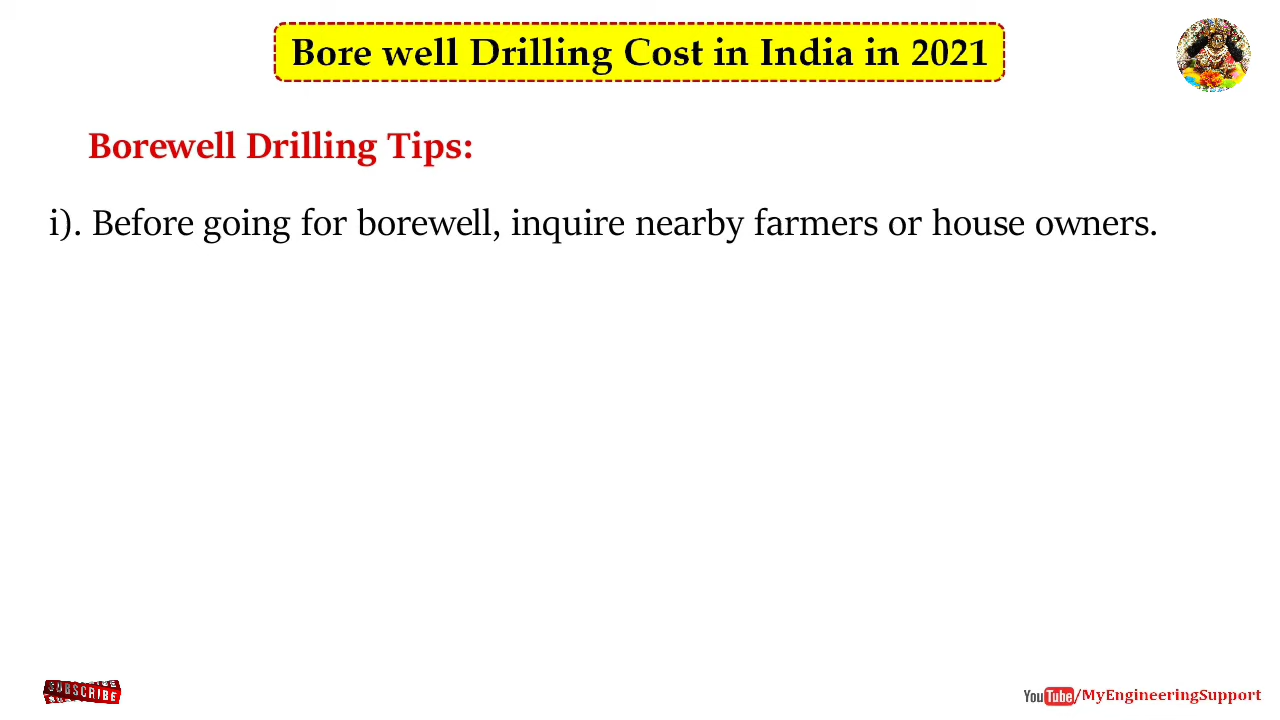 Bore well Drilling Cost in India in 2021
Borewell Drilling Tips:
i). Before going for borewell, inquire nearby farmers or house owners.
SUBSCRIBE
YouTube/MyEngineeringSupport